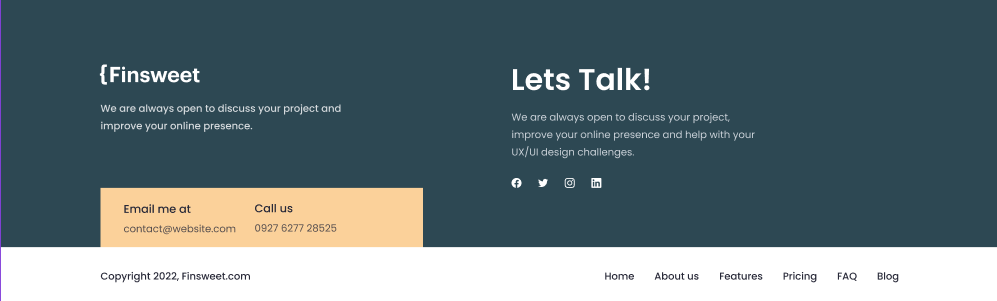 {Finsweet
We are always open to discuss your project and
improve your online presence.
Lets Talk!
We are always open to discuss your project,
improve your online presence and help with your
UX/UI design challenges.
Email me at
contact@website.com
Call us
0927 6277 28525
Copyright 2022, Finsweet.com
Home About us Features Pricing FAQ Blog